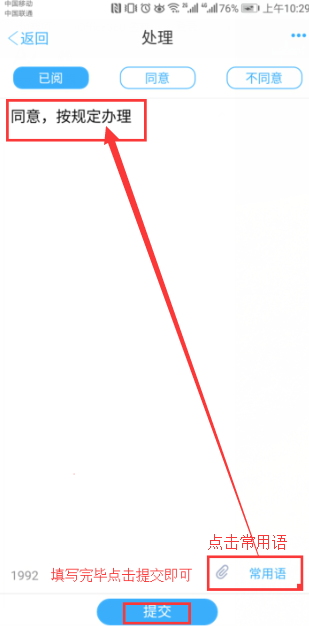 中国移动
中国联通
76% 上午10:29
返回 处理
已阅 同意 不同意
同意，按规定办理
点击常用语
1992 填写完毕点击提交即可 常用语
提交